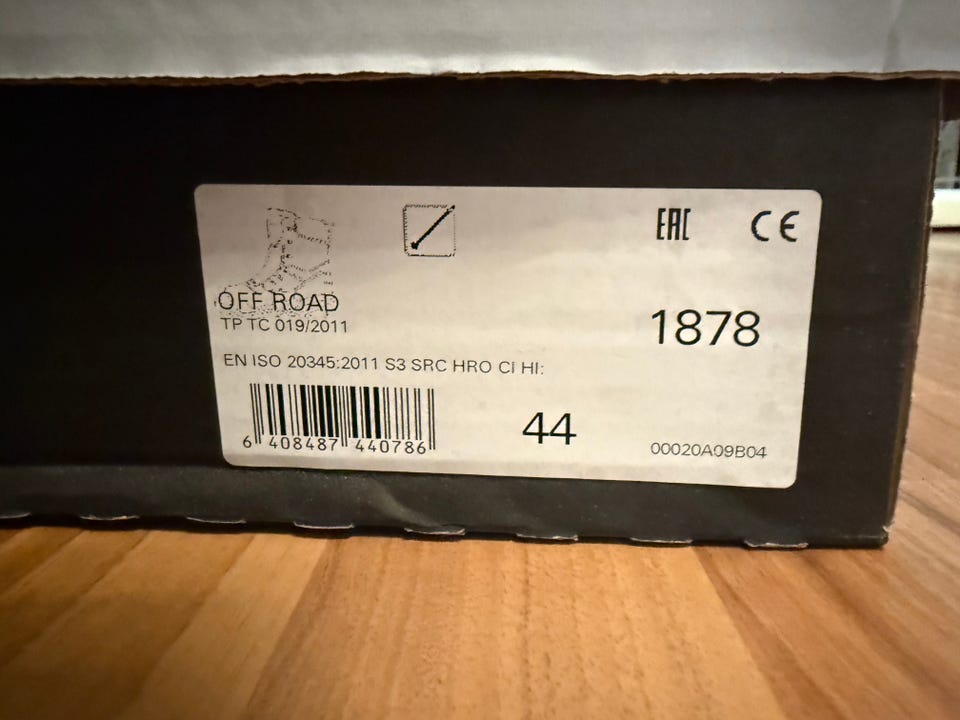 EAC CE
OFF ROAD
TP TC 019/2011
1878
EN ISO 20345:2011 S3 SRC HRO CI HI:
6 408487 440786
44
00020A09B04